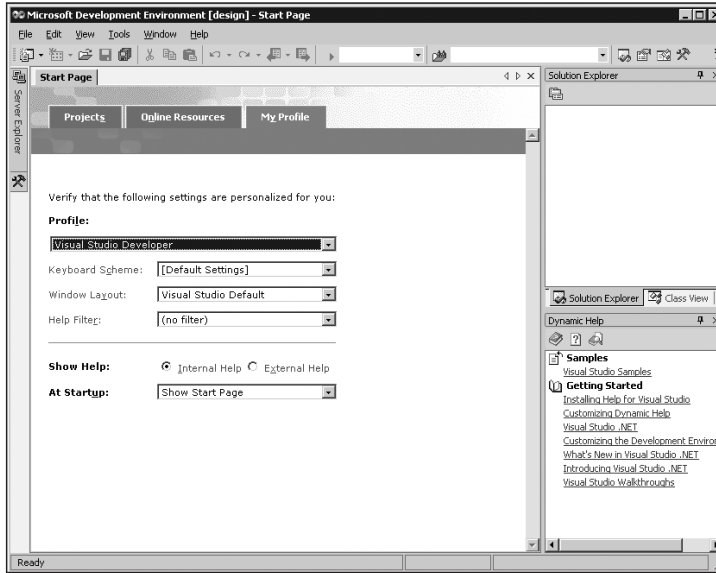 Microsoft Development Environment [design] - Start Page
File Edit View Tools Window Help
Server Explorer
Start Page
Projects Online Resources My Profile
Verify that the following settings are personalized for you:
Profile:
Visual Studio Developer
Keyboard Scheme: [Default Settings]
Window Layout: Visual Studio Default
Help Filter: (no filter)
Show Help: Internal Help External Help
At Startup: Show Start Page
Solution Explorer
Solution Explorer Class View
Dynamic Help
Samples
Visual Studio Samples
Getting Started
Installing Help for Visual Studio
Customizing Dynamic Help
Visual Studio .NET
Customizing the Development Enviror
What's New in Visual Studio .NET
Introducing Visual Studio .NET
Visual Studio Walkthroughs
Ready